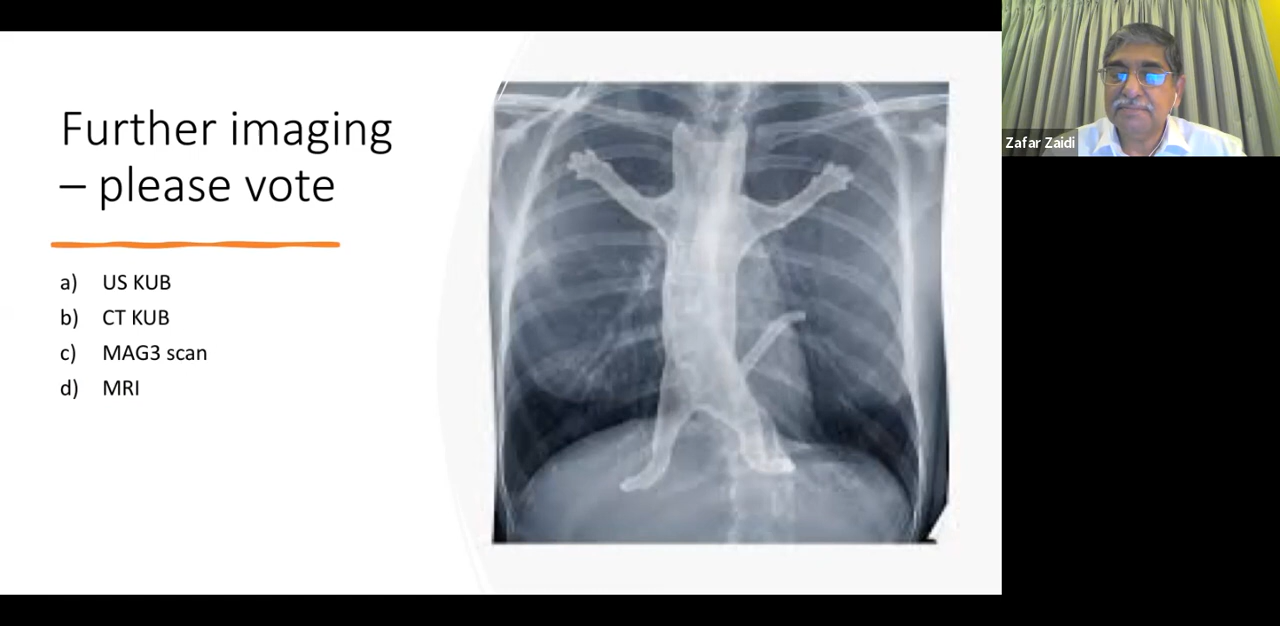 Further imaging
– please vote
a) US KUB
b) CT KUB
c) MAG3 scan
d) MRI
Zafar Zaidi